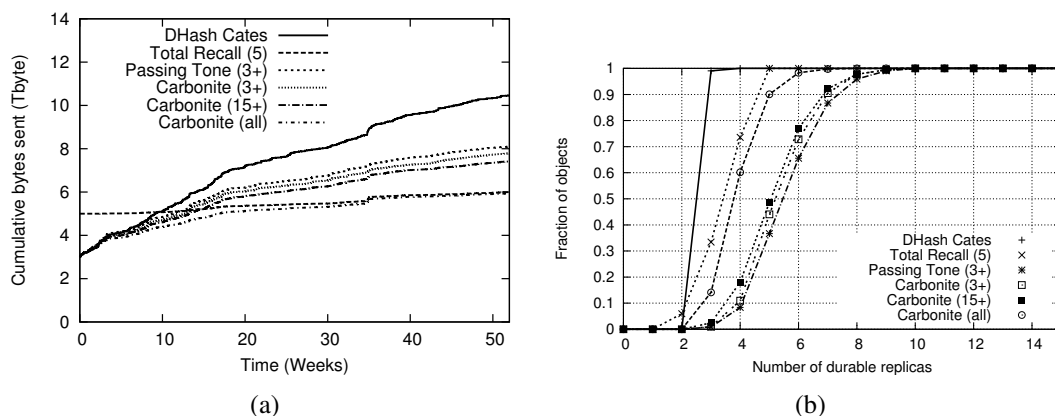 14
12
10
8
6
4
2
0
Cumulative bytes sent (Tbyte)
DHash Cates
Total Recall (5)
Passing Tone (3+)
Carbonite (3+)
Carbonite (15+)
Carbonite (all)
0 10 20 30 40 50
Time (Weeks)
(a)
1
0.9
0.8
0.7
0.6
0.5
0.4
0.3
0.2
0.1
0
Fraction of objects
DHash Cates
Total Recall (5)
Passing Tone (3+)
Carbonite (3+)
Carbonite (15+)
Carbonite (all)
0 2 4 6 8 10 12 14
Number of durable replicas
(b)